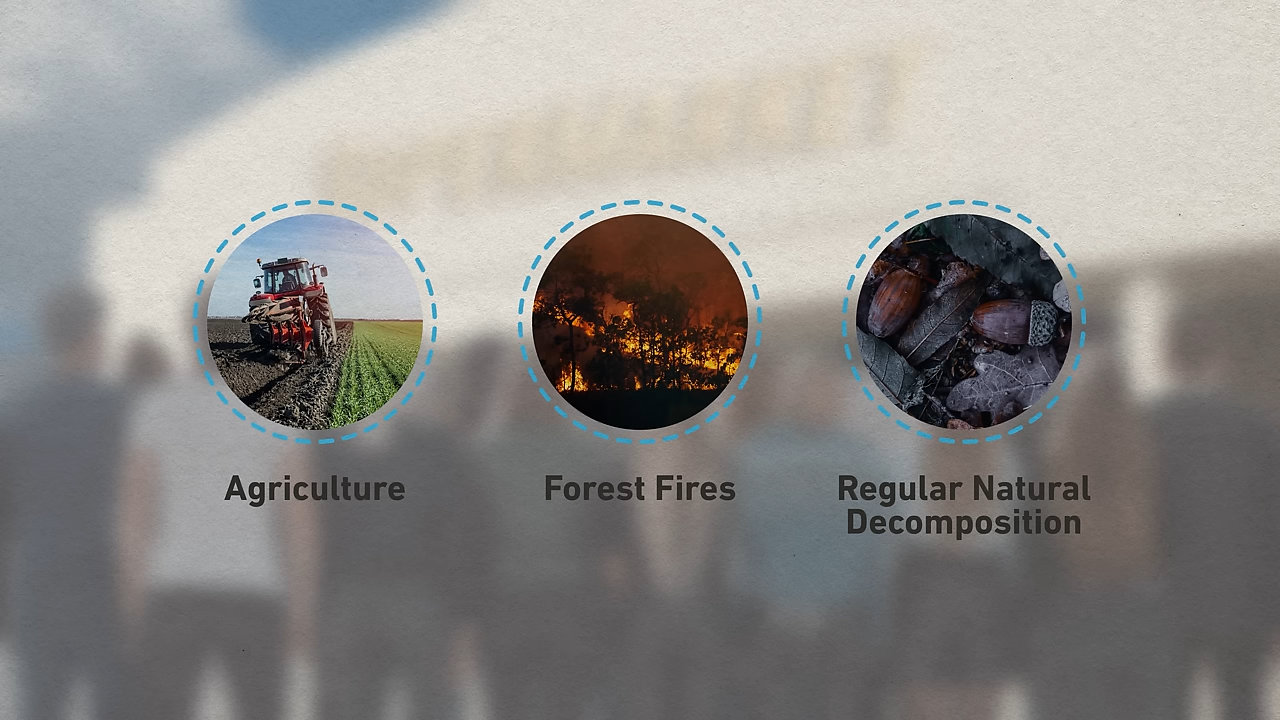 Agriculture
Forest Fires
Regular Natural
Decomposition